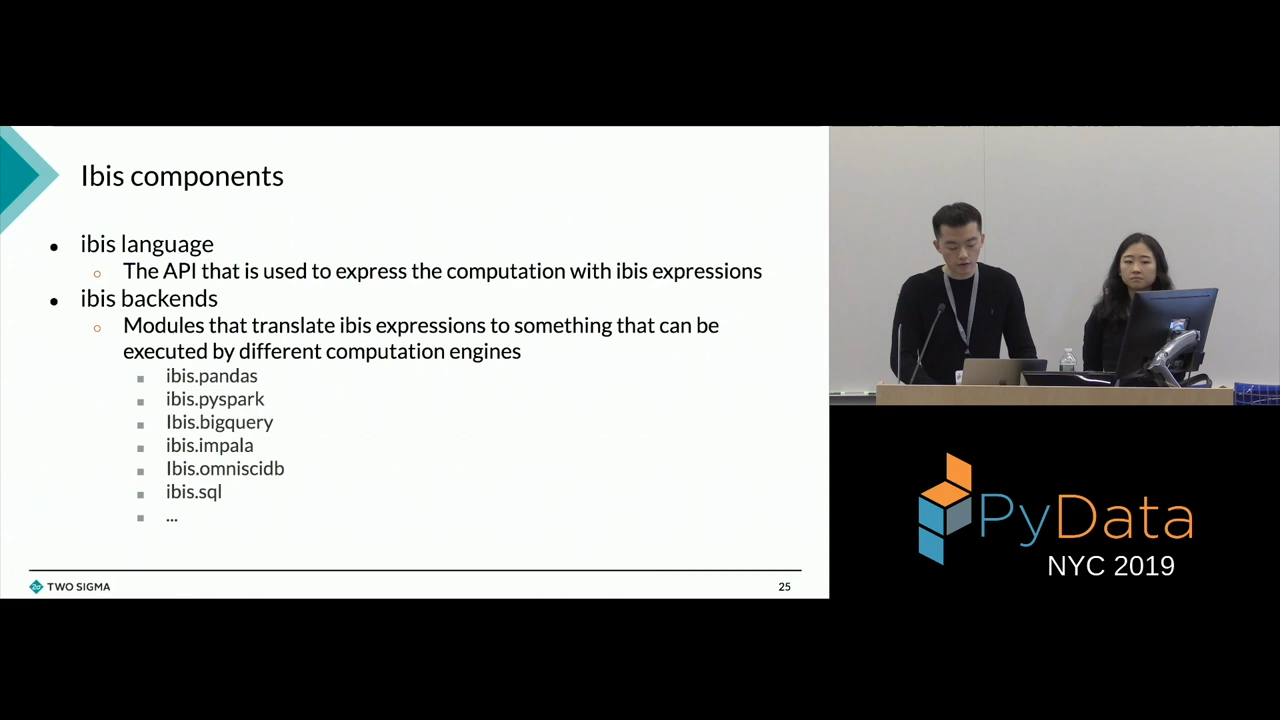 Ibis components
● ibis language
○ The API that is used to express the computation with ibis expressions
● ibis backends
○ Modules that translate ibis expressions to something that can be
executed by different computation engines
■ ibis.pandas
■ ibis.pyspark
■ Ibis.bigquery
■ ibis.impala
■ Ibis.omniscidb
■ ibis.sql
■ ...
TWO SIGMA
25
PyData
NYC 2019